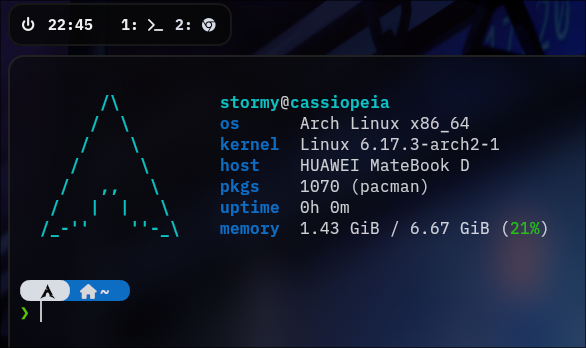 22:45 1: 2:
stormy@cassiopeia
os Arch Linux x86_64
kernel Linux 6.17.3-arch2-1
host HUAWEI MateBook D
pkgs 1070 (pacman)
uptime 0h 0m
memory 1.43 GiB / 6.67 GiB (21%)
~
❯